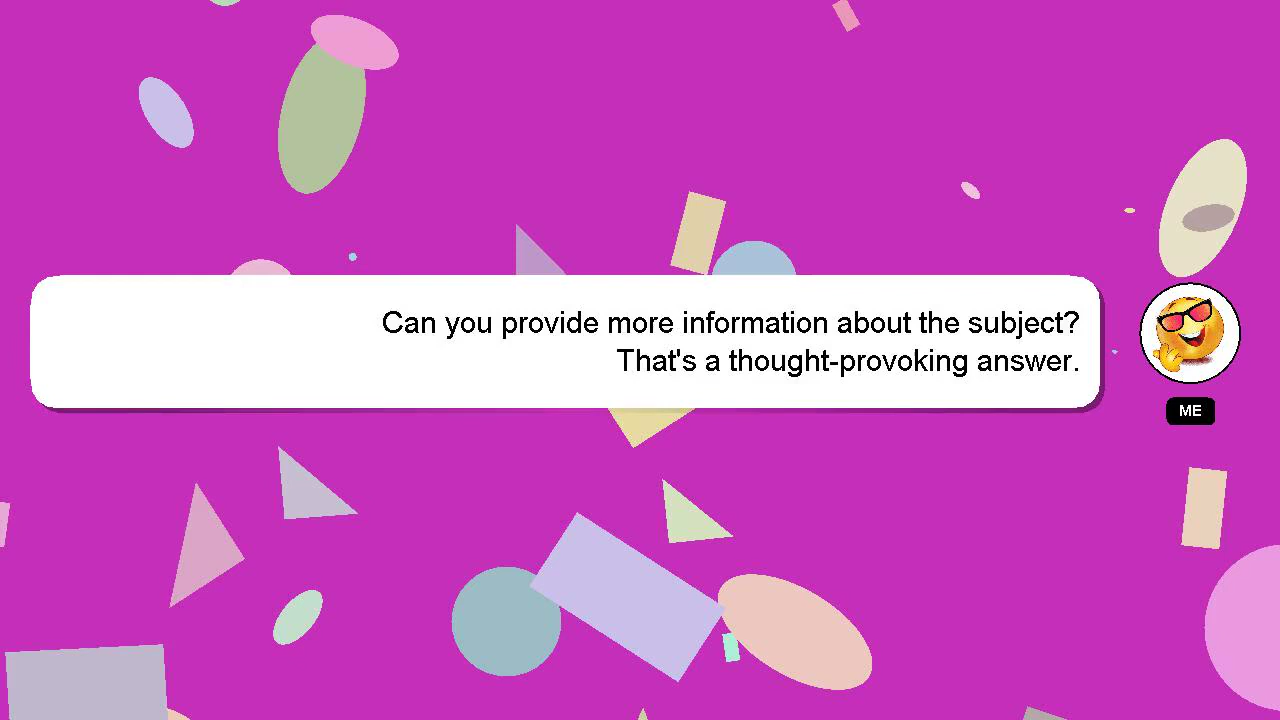 Can you provide more information about the subject?
That's a thought-provoking answer.
ME